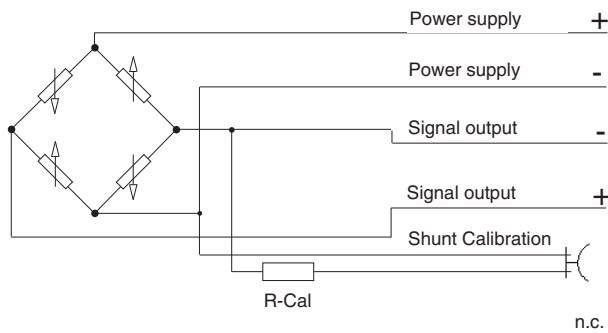 Power supply +
Power supply -
Signal output -
Signal output +
Shunt Calibration
R-Cal
n.c.